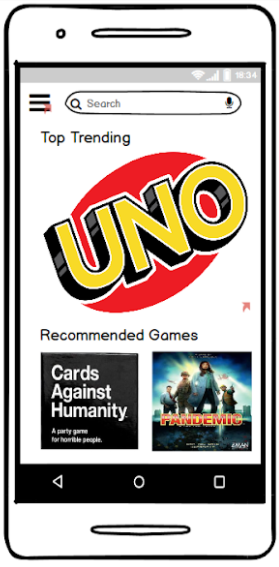 18:34
Search
Top Trending
UNO
Recommended Games
Cards
Against
Humanity
A party game
for horrible people.
PANDEMIC